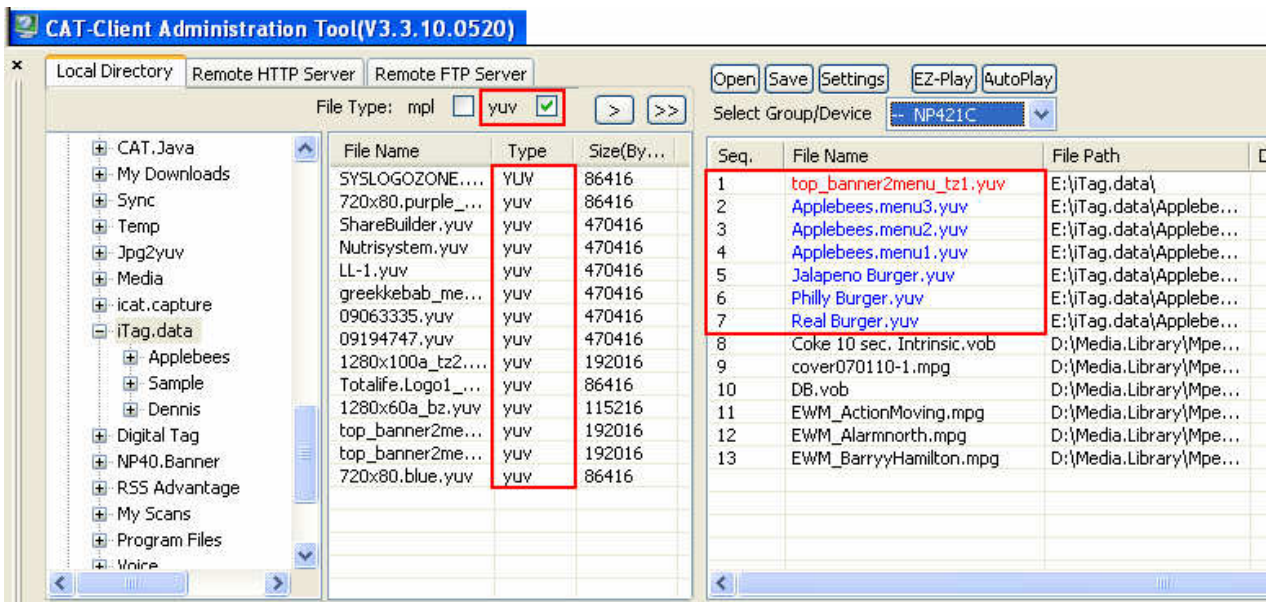 CAT-Client Administration Tool(V3.3.10.0520)
Local Directory Remote HTTP Server Remote FTP Server
File Type: mpl yuv > >>
Open Save Settings EZ-Play AutoPlay
Select Group/Device -- NP421C
CAT.Java
My Downloads
Sync
Temp
Jpg2yuv
Media
icat.capture
iTag.data
Applebees
Sample
Dennis
Digital Tag
NP40.Banner
RSS Advantage
My Scans
Program Files
Voice
File Name Type Size(By...
SYSLOGOZONE.... YUV 86416
720x80.purple_... yuv 86416
ShareBuilder.yuv yuv 470416
Nutrisystem.yuv yuv 470416
LL-1.yuv yuv 470416
greekkebab_me... yuv 470416
09063335.yuv yuv 470416
09194747.yuv yuv 470416
1280x100a_tz2.... yuv 192016
Totalife.Logo1_... yuv 86416
1280x60a_bz.yuv yuv 115216
top_banner2me... yuv 192016
top_banner2me... yuv 192016
720x80.blue.yuv yuv 86416
Seq. File Name File Path D
1 top_banner2menu_tz1.yuv E:\iTag.data\
2 Applebees.menu3.yuv E:\iTag.data\Applebe...
3 Applebees.menu2.yuv E:\iTag.data\Applebe...
4 Applebees.menu1.yuv E:\iTag.data\Applebe...
5 Jalapeno Burger.yuv E:\iTag.data\Applebe...
6 Philly Burger.yuv E:\iTag.data\Applebe...
7 Real Burger.yuv E:\iTag.data\Applebe...
8 Coke 10 sec. Intrinsic.vob D:\Media.Library\Mpe...
9 cover070110-1.mpg D:\Media.Library\Mpe...
10 DB.vob D:\Media.Library\Mpe...
11 EWM_ActionMoving.mpg D:\Media.Library\Mpe...
12 EWM_Alarmnorth.mpg D:\Media.Library\Mpe...
13 EWM_BarryyHamilton.mpg D:\Media.Library\Mpe...